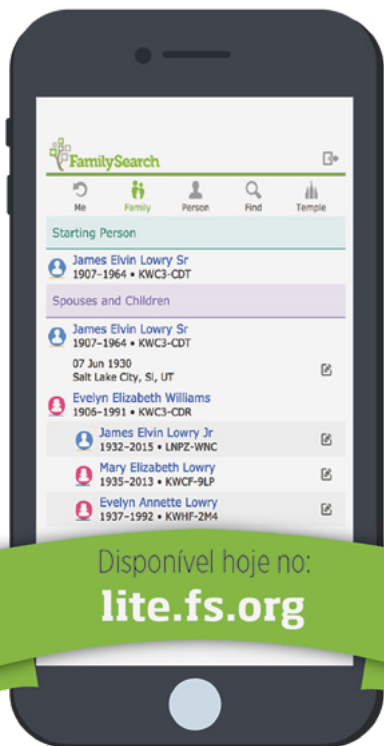 FamilySearch
Me Family Person Find Temple
Starting Person
James Elvin Lowry Sr
1907-1964 • KWC3-CDT
Spouses and Children
James Elvin Lowry Sr
1907-1964 • KWC3-CDT
07 Jun 1930
Salt Lake City, Sl, UT
Evelyn Elizabeth Williams
1906-1991 • KWC3-CDR
James Elvin Lowry Jr
1932-2015 • LNPZ-WNC
Mary Elizabeth Lowry
1935-2013 • KWCF-9LP
Evelyn Annette Lowry
1937-1992 • KWHF-2M4
Disponível hoje no:
lite.fs.org